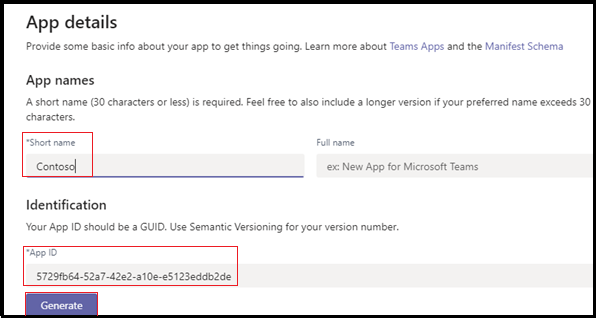 App details
Provide some basic info about your app to get things going. Learn more about Teams Apps and the Manifest Schema
App names
A short name (30 characters or less) is required. Feel free to also include a longer version if your preferred name exceeds 30
characters.
*Short name
Full name
Contoso
ex: New App for Microsoft Teams
Identification
Your App ID should be a GUID. Use Semantic Versioning for your version number.
*App ID
5729fb64-52a7-42e2-a10e-e5123eddb2de
Generate